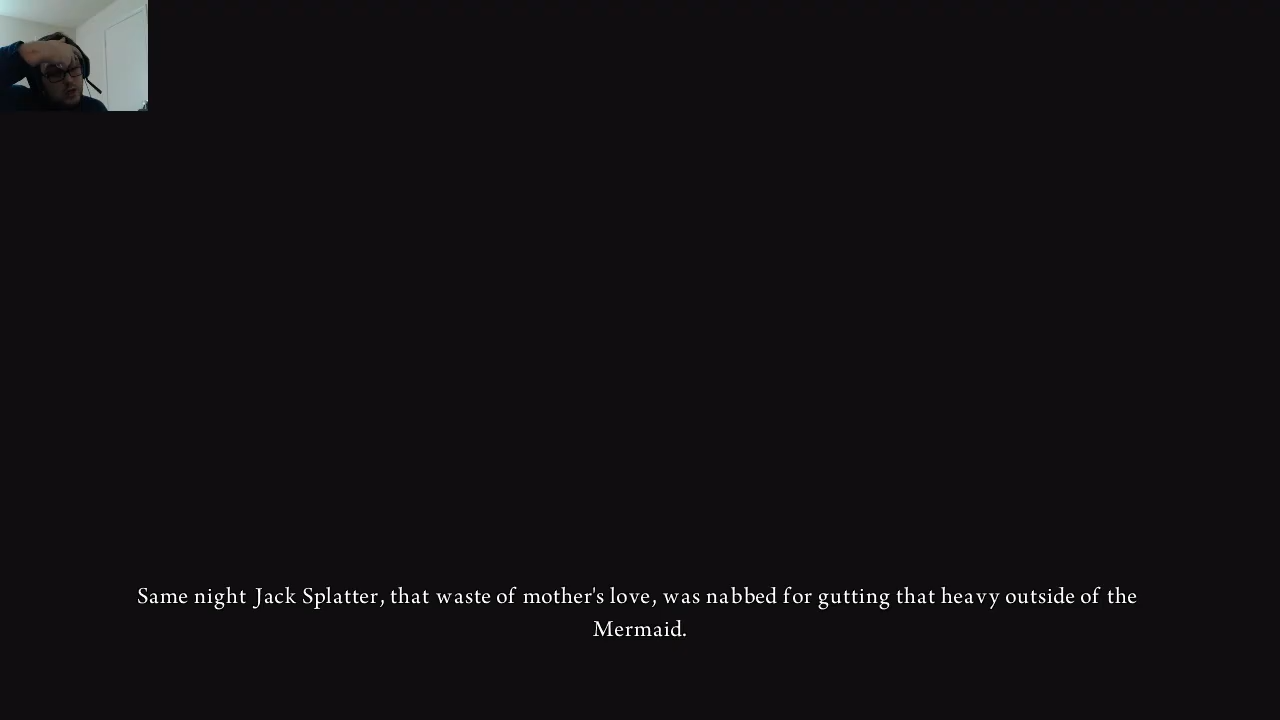 Same night Jack Splatter, that waste of mother's love, was nabbed for gutting that heavy outside of the
Mermaid.